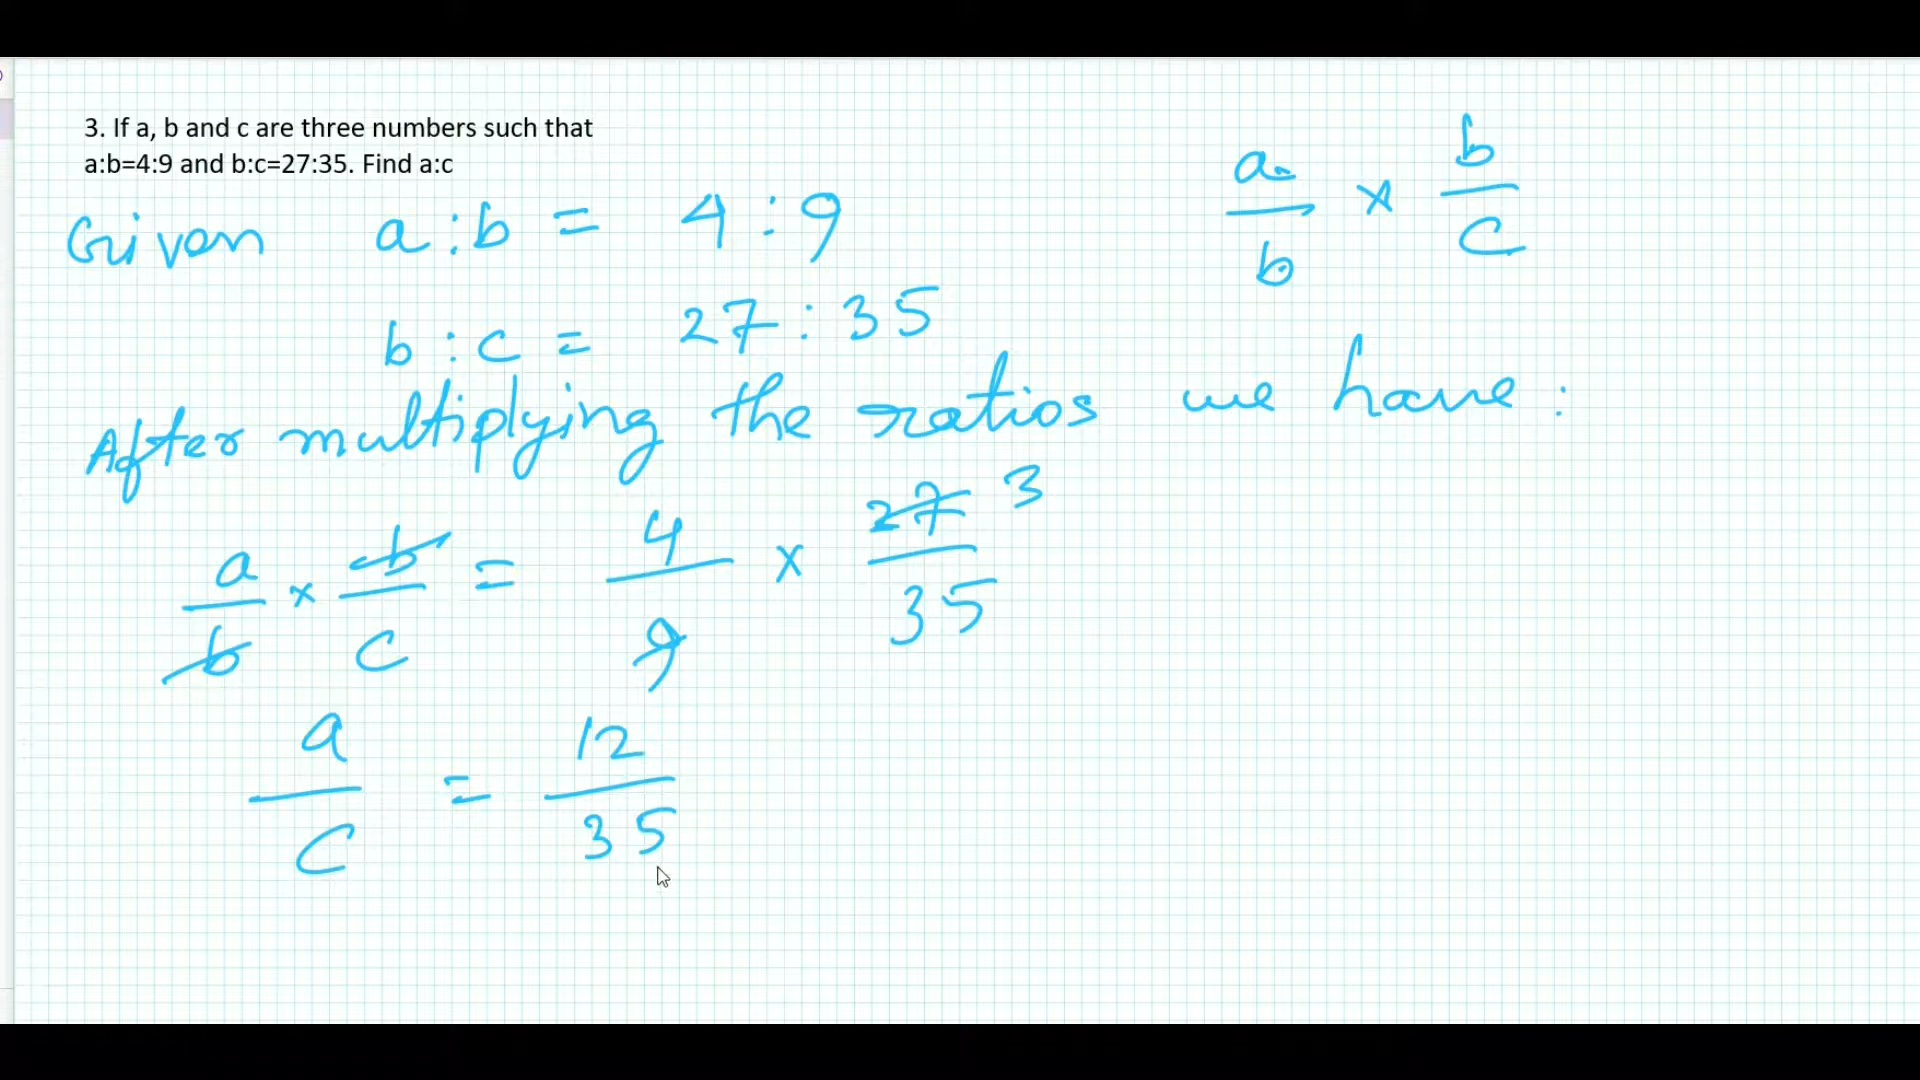 3. If a, b and c are three numbers such that
a:b=4:9 and b:c=27:35. Find a:c
a/b × b/c
Given a:b = 4:9
b:c = 27:35
After multiplying the ratios we have:
a/b × b/c = 4/9 × 27/35 3
a/c = 12/35